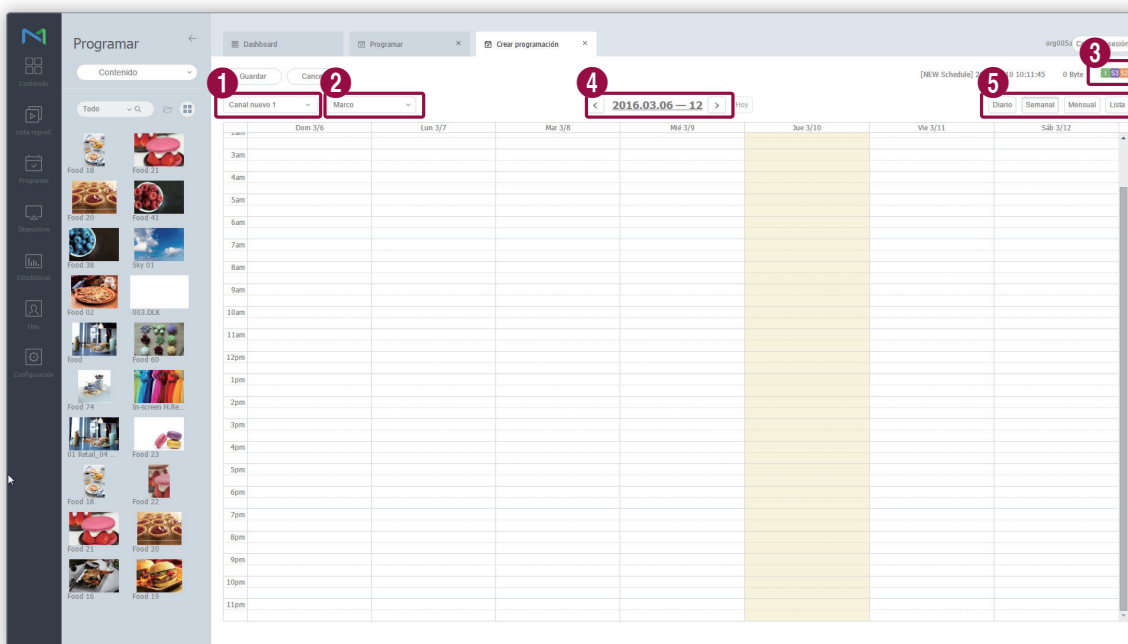 Programar
Dashboard
Programar
Crear programación
org005a
sesión
Contenido
Guardar
Cance
[NEW Schedule] 2
10 10:11:45
0 Byte
1
2
3
4
5
Canal nuevo 1
Marco
2016.03.06 — 12
Hoy
Diario
Semanal
Mensual
Lista
Todo
Dom 3/6
Lun 3/7
Mar 3/8
Mié 3/9
Jue 3/10
Vie 3/11
Sáb 3/12
2am
3am
4am
5am
6am
7am
8am
9am
10am
11am
12pm
1pm
2pm
3pm
4pm
5pm
6pm
7pm
8pm
9pm
10pm
11pm
Contenido
Lista reprod.
Programar
Dispositivo
Estadísticas
Configuración
Food 18
Food 21
Food 20
Food 41
Food 38
Sky 01
Food 02
003.DLK
food
Food 60
Food 74
In-screen H.Re...
01 Retail_04 ...
Food 23
Food 18
Food 22
Food 21
Food 20
Food 16
Food 19